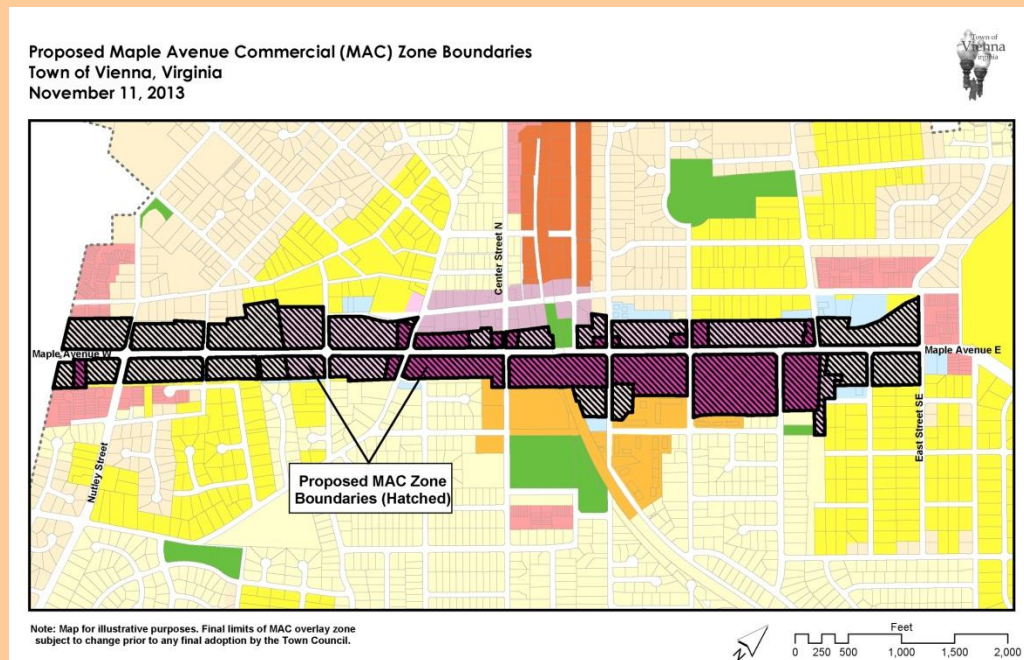 Proposed Maple Avenue Commercial (MAC) Zone Boundaries
Town of Vienna, Virginia
November 11, 2013
Town of
Vienna
Virginia
Center Street N
Maple Avenue W
Maple Avenue E
Nutley Street
East Street SE
Proposed MAC Zone
Boundaries (Hatched)
Note: Map for illustrative purposes. Final limits of MAC overlay zone
subject to change prior to any final adoption by the Town Council.
N
Feet
0 250 500 1,000 1,500 2,000